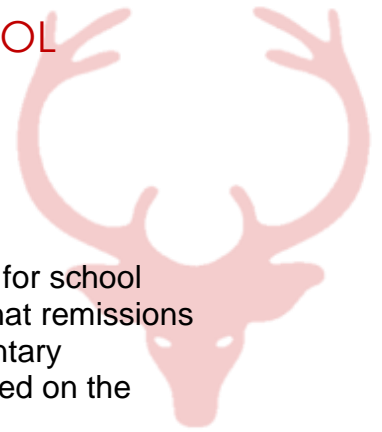 OL
for school
hat remissions
ntary
ed on the